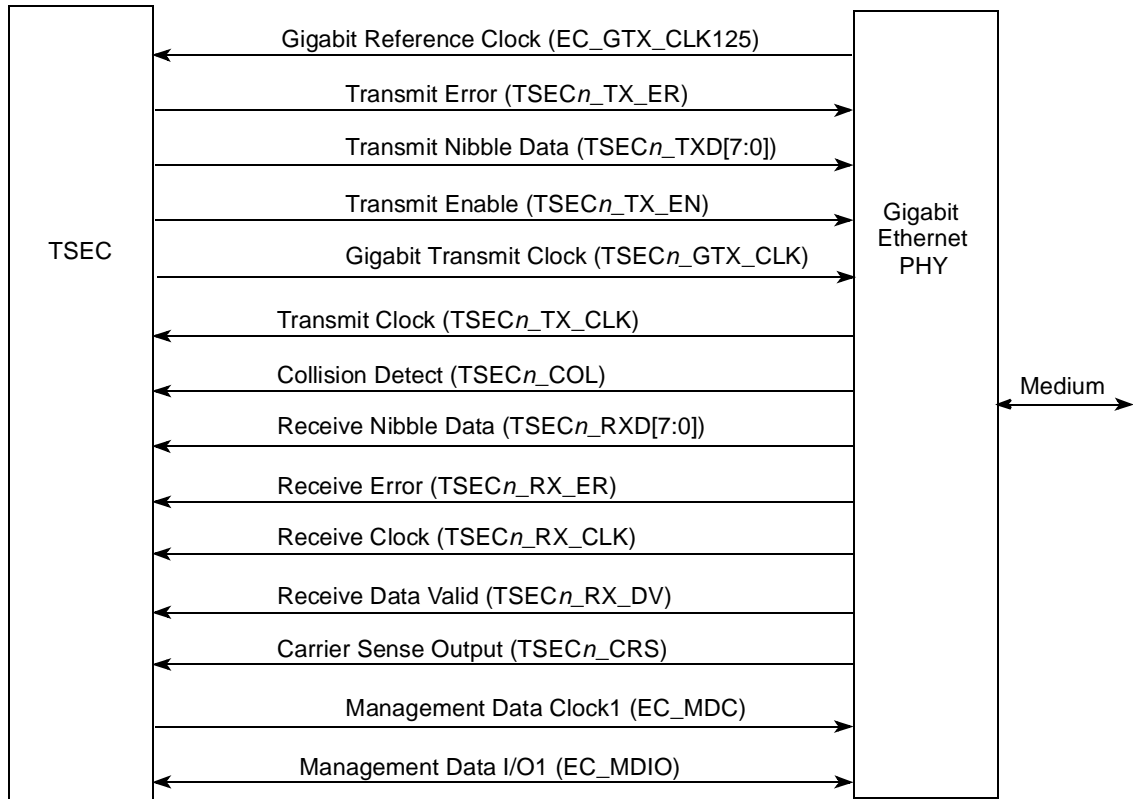 Gigabit Reference Clock (EC_GTX_CLK125)
Transmit Error (TSECn_TX_ER)
Transmit Nibble Data (TSECn_TXD[7:0])
Transmit Enable (TSECn_TX_EN)
TSEC
Gigabit Transmit Clock (TSECn_GTX_CLK)
Gigabit
Ethernet
PHY
Transmit Clock (TSECn_TX_CLK)
Collision Detect (TSECn_COL)
Medium
Receive Nibble Data (TSECn_RXD[7:0])
Receive Error (TSECn_RX_ER)
Receive Clock (TSECn_RX_CLK)
Receive Data Valid (TSECn_RX_DV)
Carrier Sense Output (TSECn_CRS)
Management Data Clock1 (EC_MDC)
Management Data I/O1 (EC_MDIO)